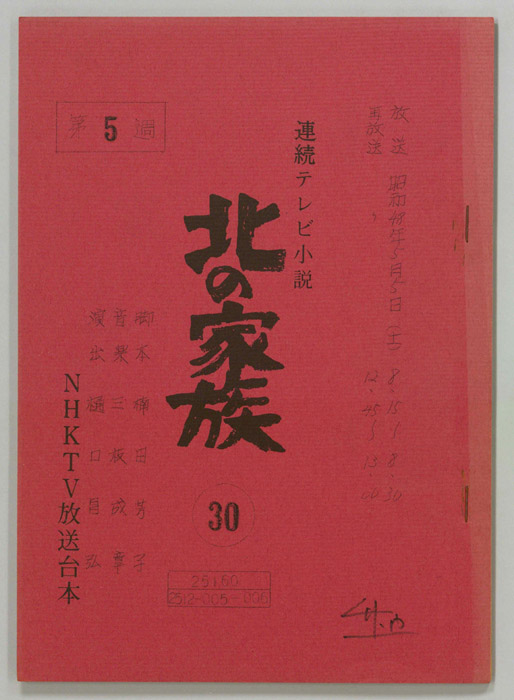 放送 昭和48年5月5日(土) 8.15〜8.30
再放送 〃 12.45〜13.00
連続テレビ小説
北の家族
30
第5週
脚本 楠田芳子
音楽 三枝成章
演出 樋口昌弘
NHKTV放送台本
25160
2512-005-